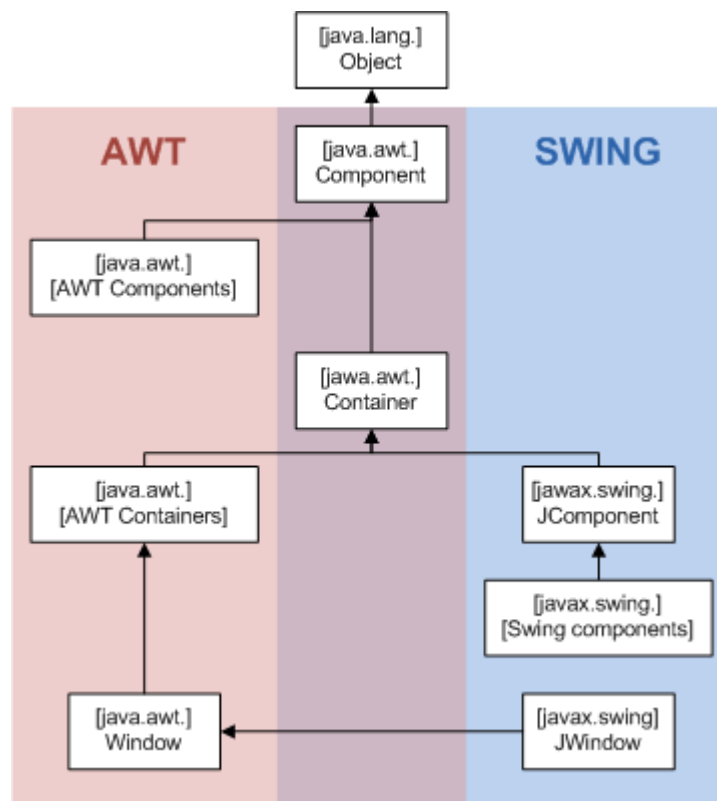 [java.lang.]
Object
AWT
[java.awt.]
Component
SWING
[java.awt.]
[AWT Components]
[jawa.awt.]
Container
[java.awt.]
[AWT Containers]
[jawax.swing.]
JComponent
[javax.swing.]
[Swing components]
[java.awt.]
Window
[javax.swing]
JWindow